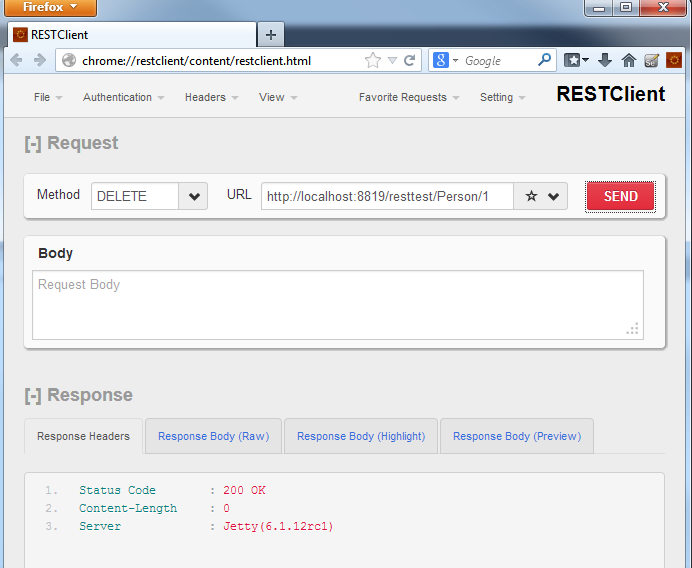 Firefox
RESTClient
chrome://restclient/content/restclient.html
Google
File Authentication Headers View Favorite Requests Setting RESTClient
[-] Request
Method DELETE URL http://localhost:8819/resttest/Person/1 SEND
Body
Request Body
[-] Response
Response Headers Response Body (Raw) Response Body (Highlight) Response Body (Preview)
1. Status Code : 200 OK
2. Content-Length : 0
3. Server : Jetty(6.1.12rc1)